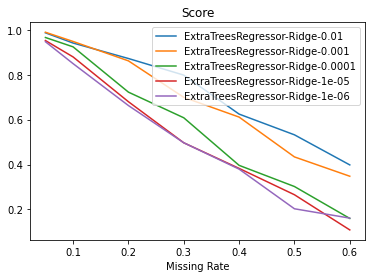 Score
ExtraTreesRegressor-Ridge-0.01
ExtraTreesRegressor-Ridge-0.001
ExtraTreesRegressor-Ridge-0.0001
ExtraTreesRegressor-Ridge-1e-05
ExtraTreesRegressor-Ridge-1e-06
1.0
0.8
0.6
0.4
0.2
0.1 0.2 0.3 0.4 0.5 0.6
Missing Rate